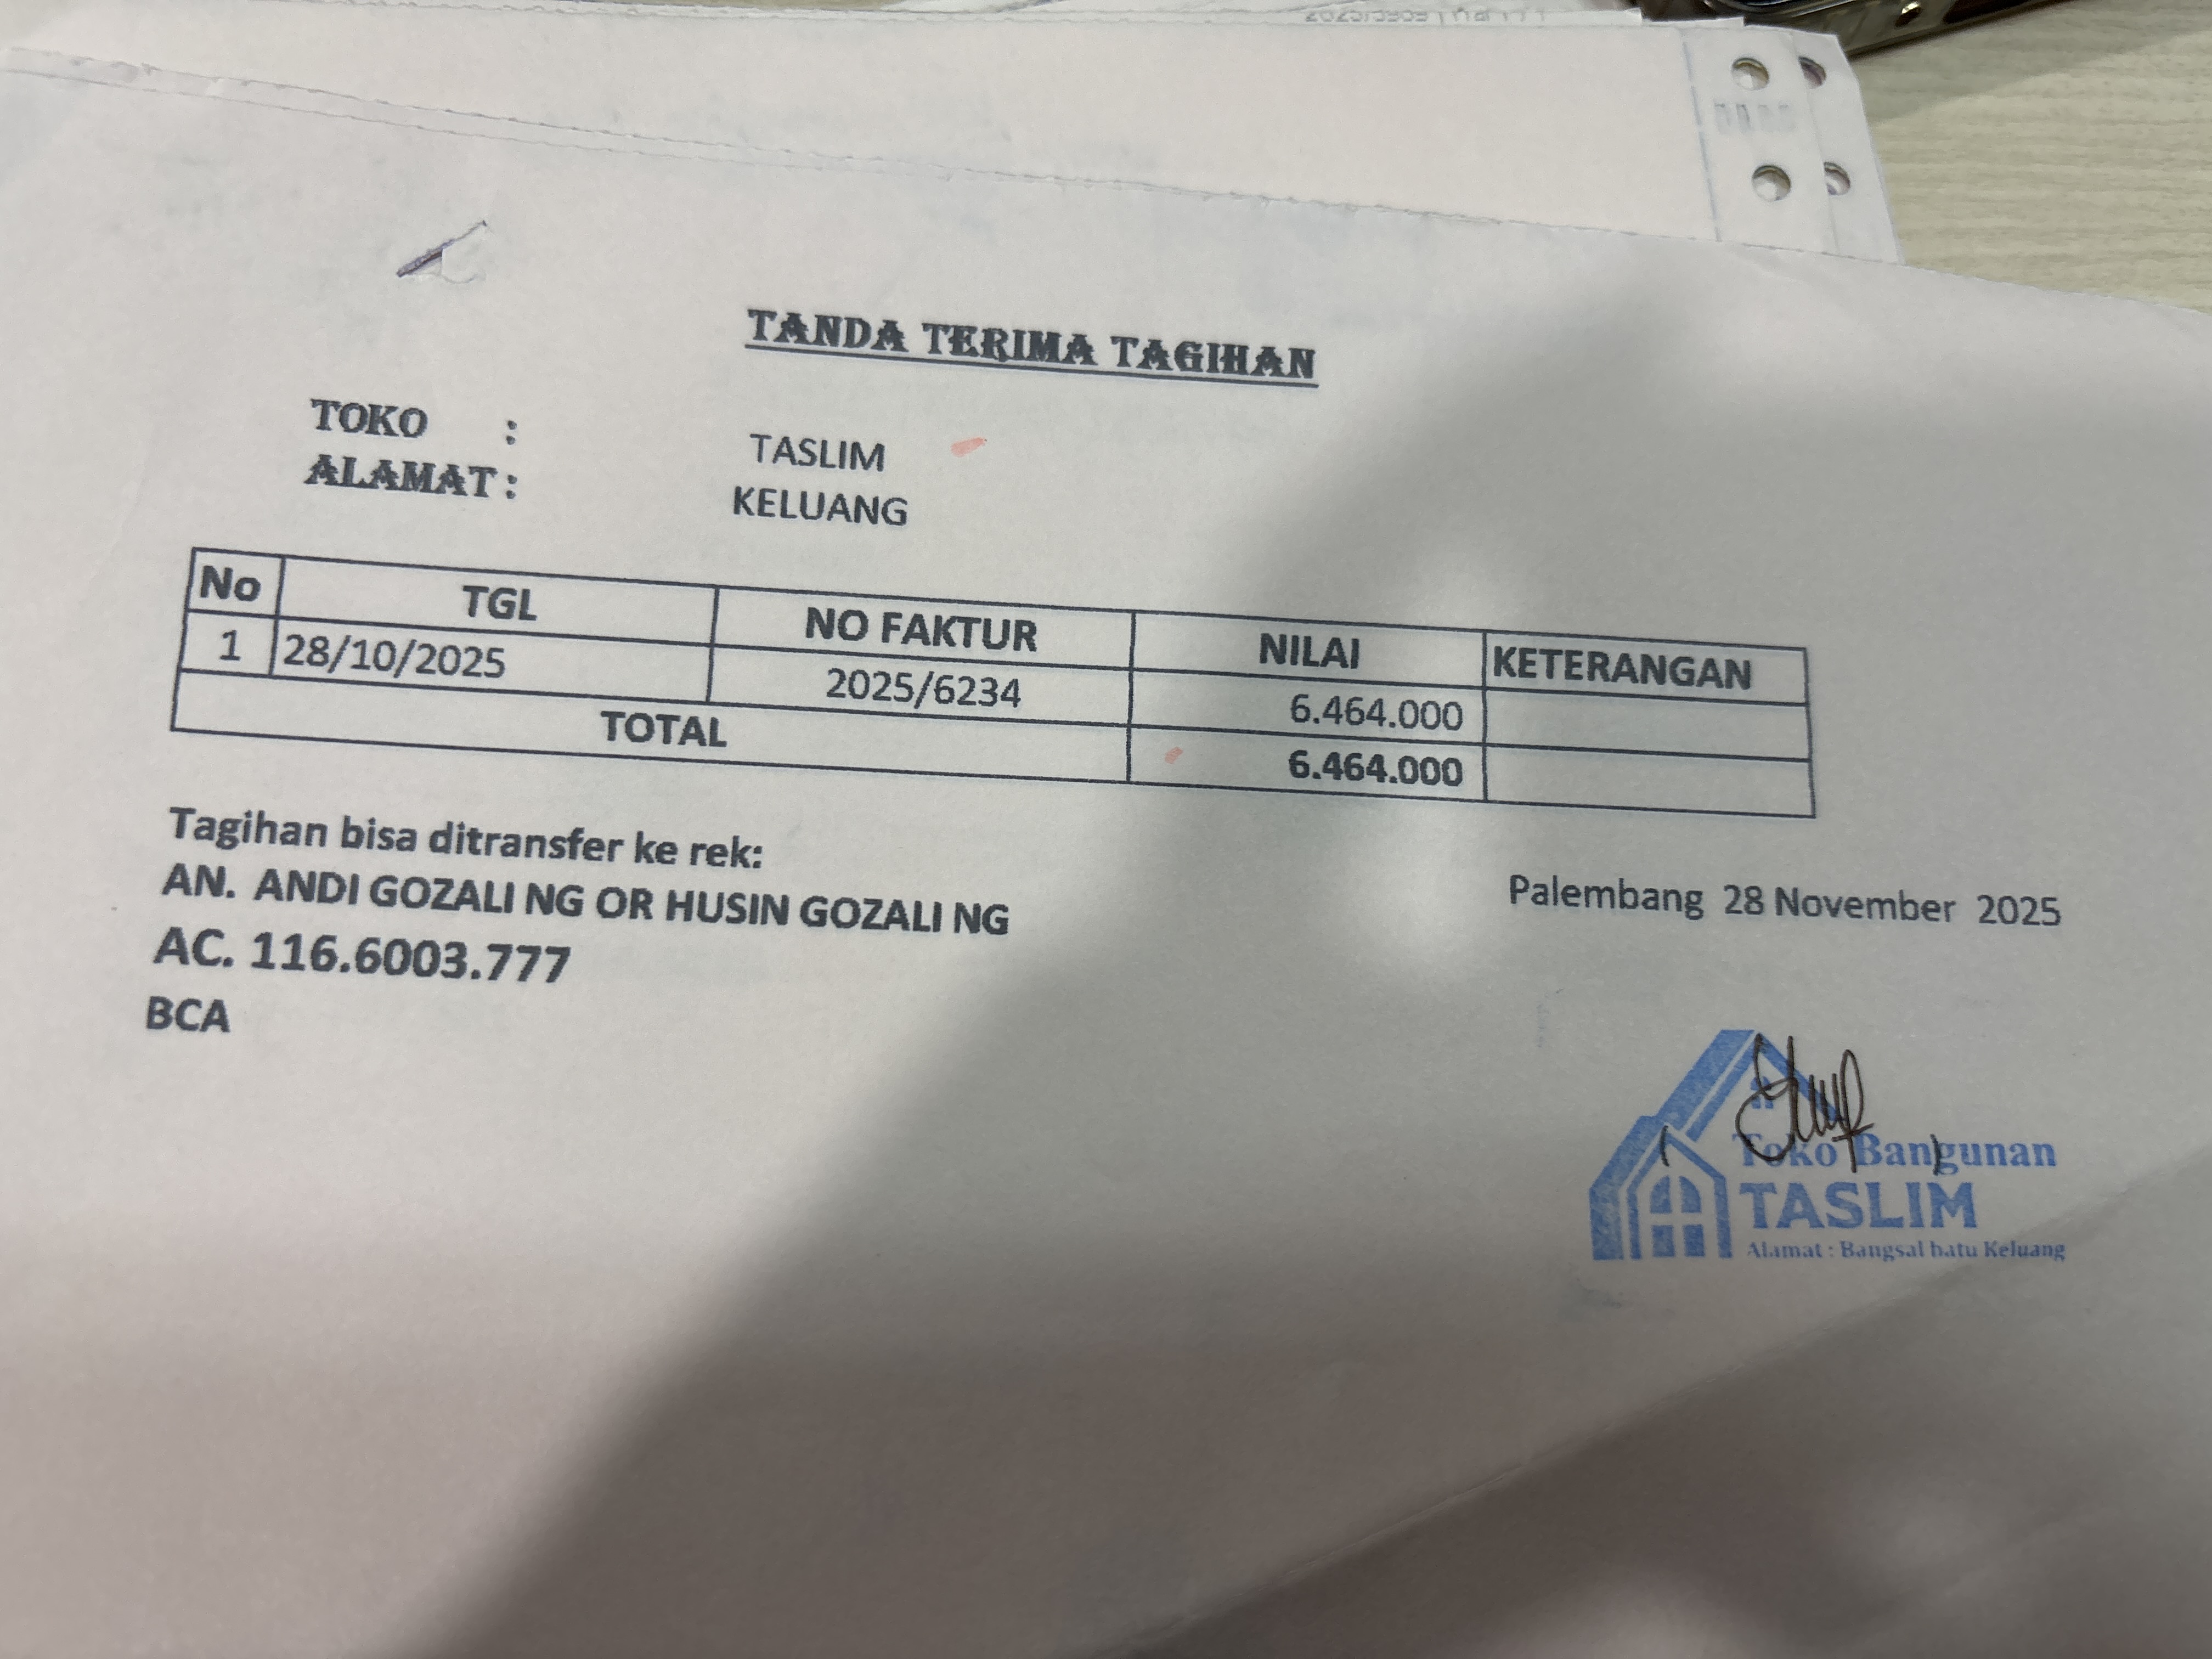 TANDA TERIMA TAGIHAN
TOKO : TASLIM
ALAMAT : KELUANG
No TGL NO FAKTUR NILAI KETERANGAN
1 28/10/2025 2025/6234 6.464.000
TOTAL 6.464.000
Tagihan bisa ditransfer ke rek:
AN. ANDI GOZALI NG OR HUSIN GOZALI NG
AC. 116.6003.777
BCA
Palembang 28 November 2025
Toko Bangunan
TASLIM
Alamat : Bangsal batu Keluang